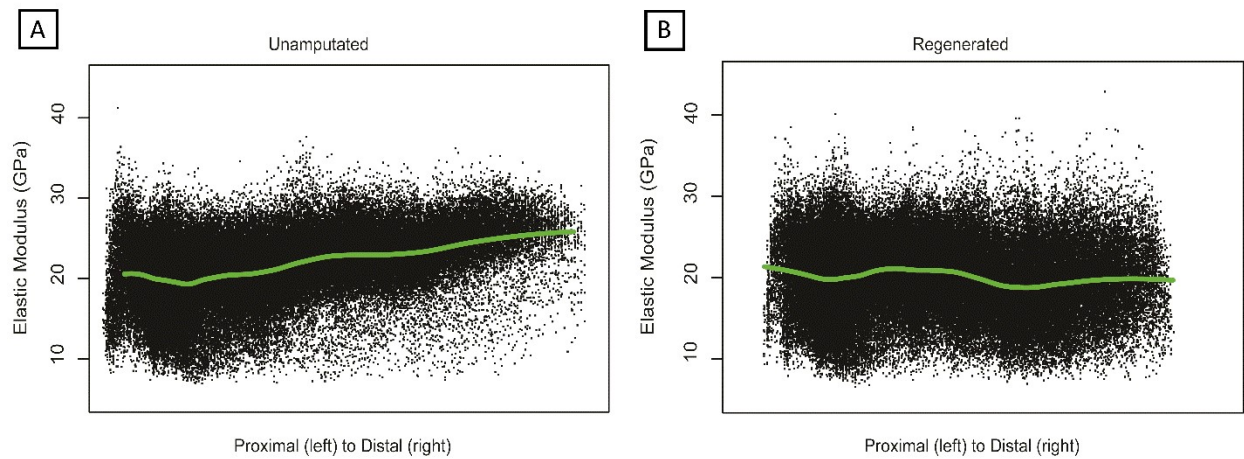 A
Unamputated
Elastic Modulus (GPa)
40
30
20
10
Proximal (left) to Distal (right)
B
Regenerated
Elastic Modulus (GPa)
40
30
20
10
Proximal (left) to Distal (right)